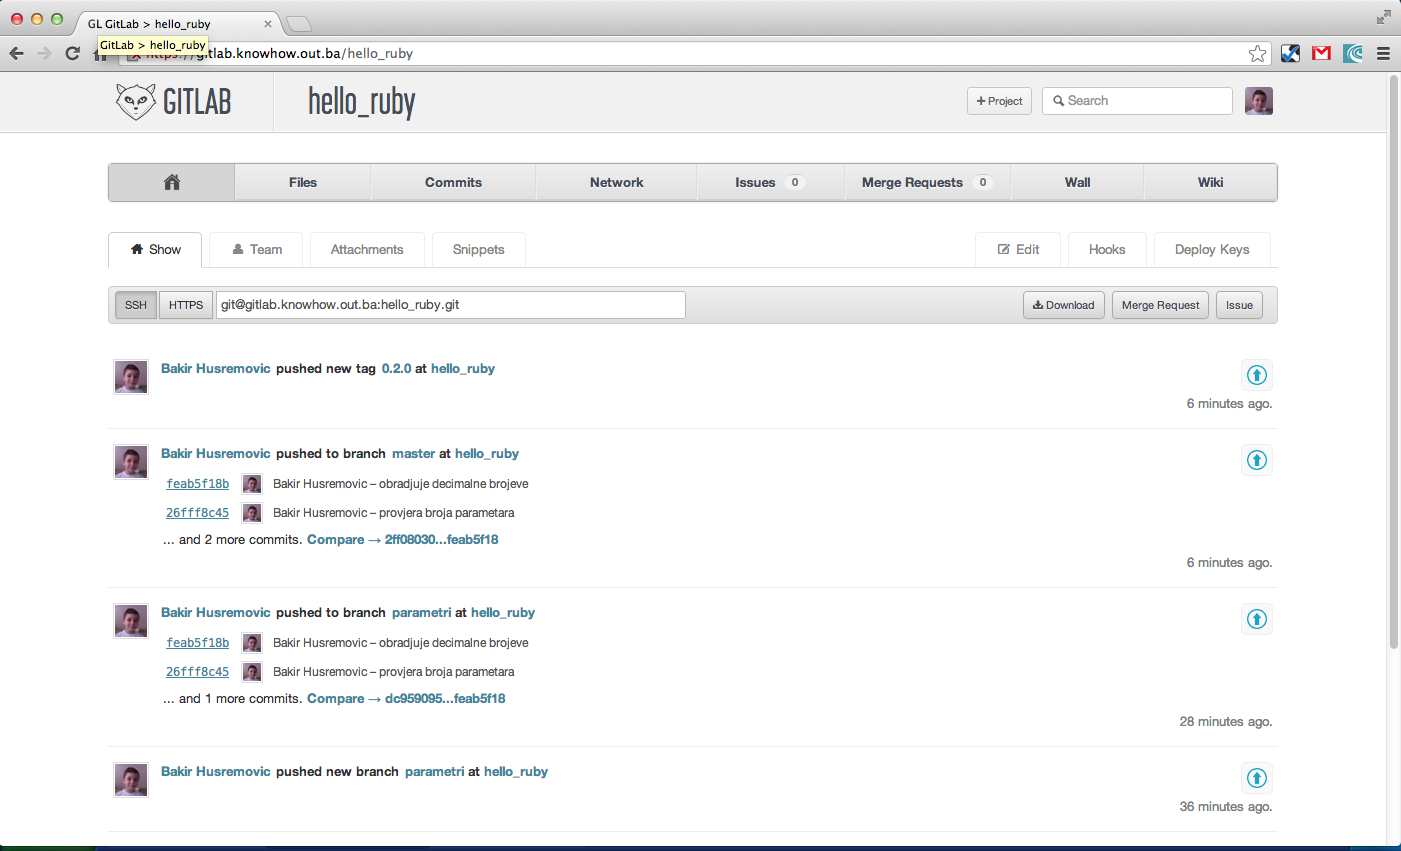 GL GitLab > hello_ruby
GitLab > hello_ruby
https://gitlab.knowhow.out.ba/hello_ruby
GITLAB
hello_ruby
+ Project
Search
Files
Commits
Network
Issues 0
Merge Requests 0
Wall
Wiki
Show
Team
Attachments
Snippets
Edit
Hooks
Deploy Keys
SSH
HTTPS
git@gitlab.knowhow.out.ba:hello_ruby.git
Download
Merge Request
Issue
Bakir Husremovic pushed new tag 0.2.0 at hello_ruby
6 minutes ago.
Bakir Husremovic pushed to branch master at hello_ruby
feab5f18b Bakir Husremovic – obradjuje decimalne brojeve
26fff8c45 Bakir Husremovic – provjera broja parametara
... and 2 more commits. Compare → 2ff08030...feab5f18
6 minutes ago.
Bakir Husremovic pushed to branch parametri at hello_ruby
feab5f18b Bakir Husremovic – obradjuje decimalne brojeve
26fff8c45 Bakir Husremovic – provjera broja parametara
... and 1 more commits. Compare → dc959095...feab5f18
28 minutes ago.
Bakir Husremovic pushed new branch parametri at hello_ruby
36 minutes ago.